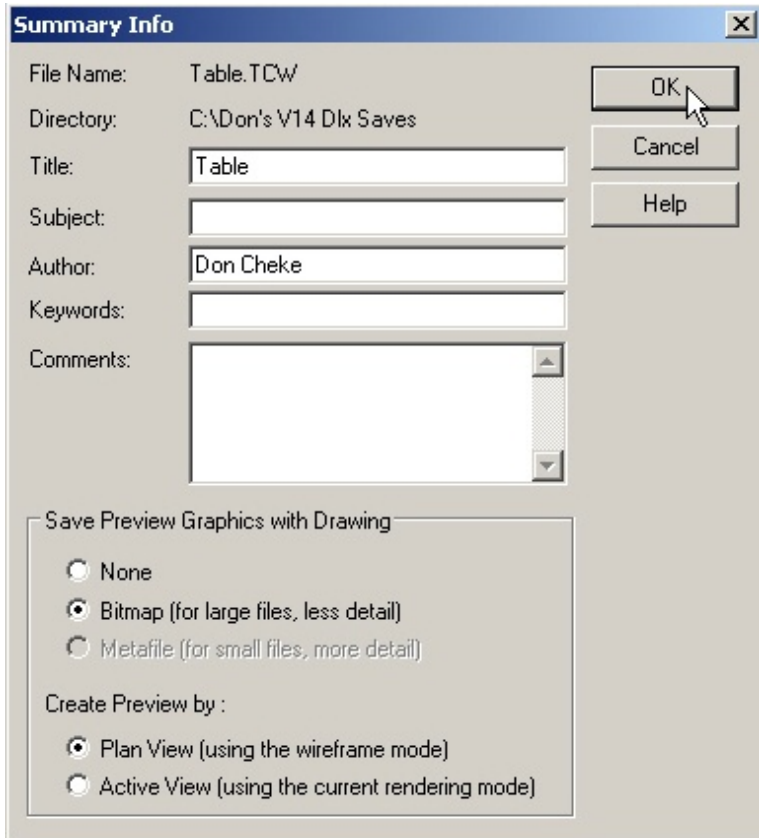 Summary Info
File Name: Table.TCW
OK
Directory: C:\Don's V14 Dlx Saves
Cancel
Title: Table
Help
Subject:
Author: Don Cheke
Keywords:
Comments:
Save Preview Graphics with Drawing
None
Bitmap (for large files, less detail)
Metafile (for small files, more detail)
Create Preview by :
Plan View (using the wireframe mode)
Active View (using the current rendering mode)